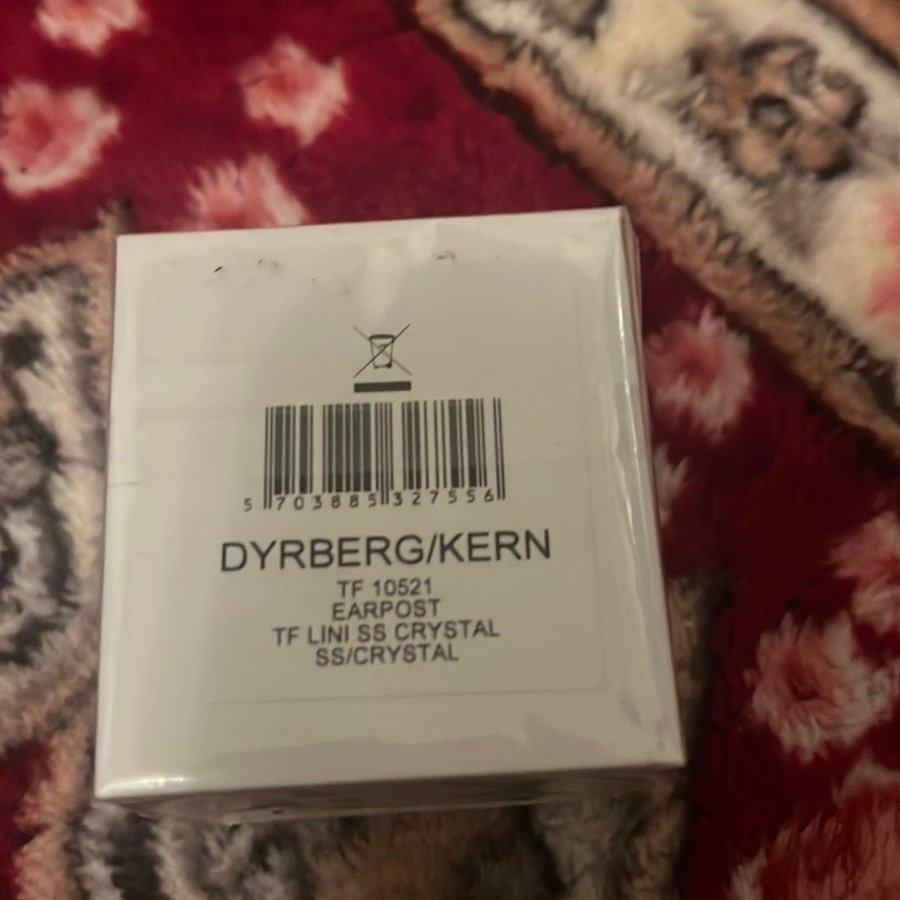 5 703885 327556
DYRBERG/KERN
TF 10521
EARPOST
TF LINI SS CRYSTAL
SS/CRYSTAL